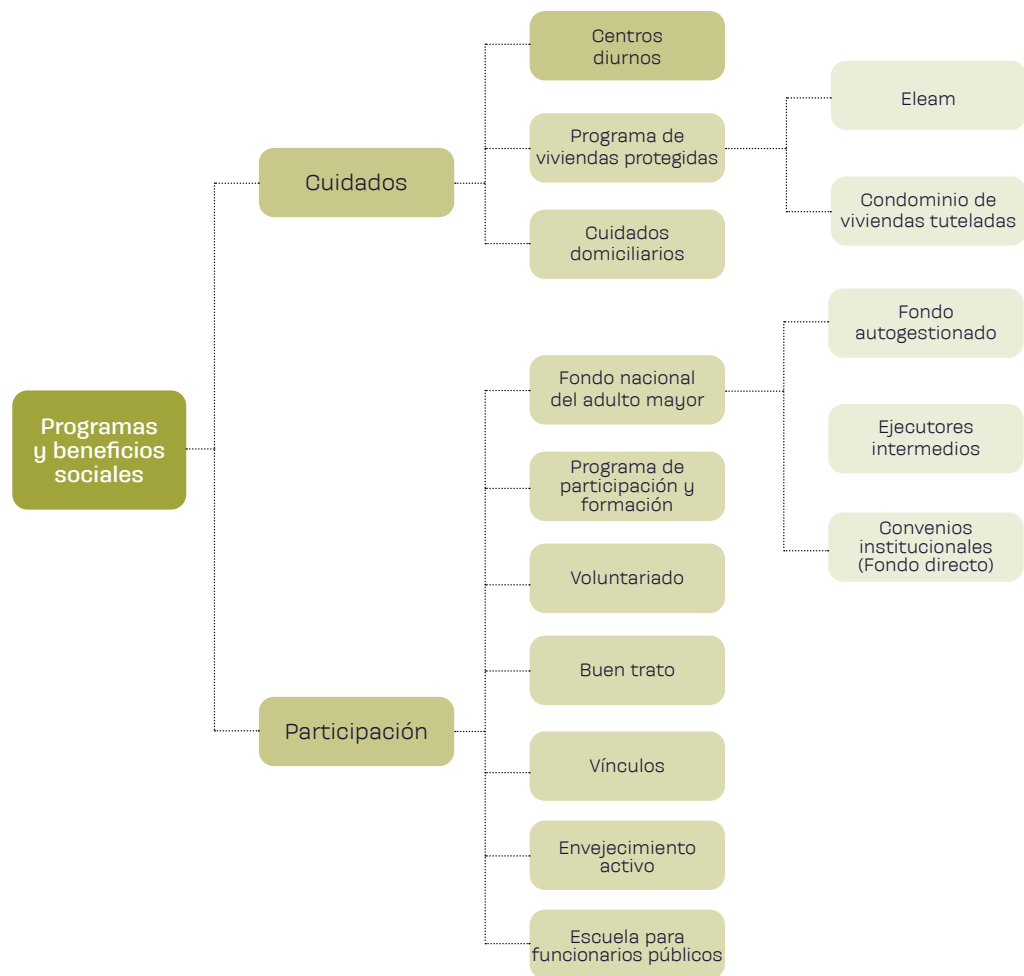 Programas
y beneficios
sociales
Cuidados
Centros
diurnos
Programa de
viviendas protegidas
Eleam
Condominio de
viviendas tuteladas
Cuidados
domiciliarios
Participación
Fondo nacional
del adulto mayor
Fondo
autogestionado
Ejecutores
intermedios
Convenios
institucionales
(Fondo directo)
Programa de
participación y
formación
Voluntariado
Buen trato
Vínculos
Envejecimiento
activo
Escuela para
funcionarios públicos